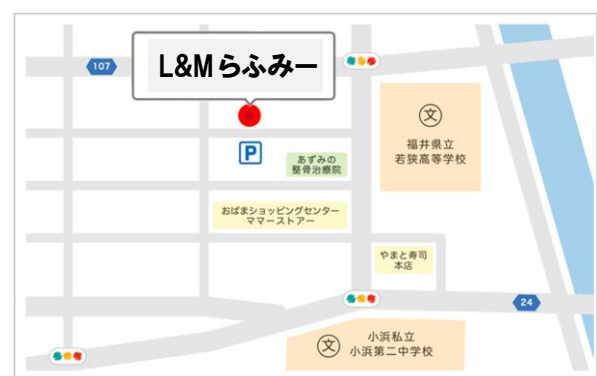 L&Mらふみー
107
文
福井県立
若狭高等学校
P
あずみの
整骨治療院
おばまショッピングセンター
ママーストアー
やまと寿司
本店
24
文
小浜私立
小浜第二中学校